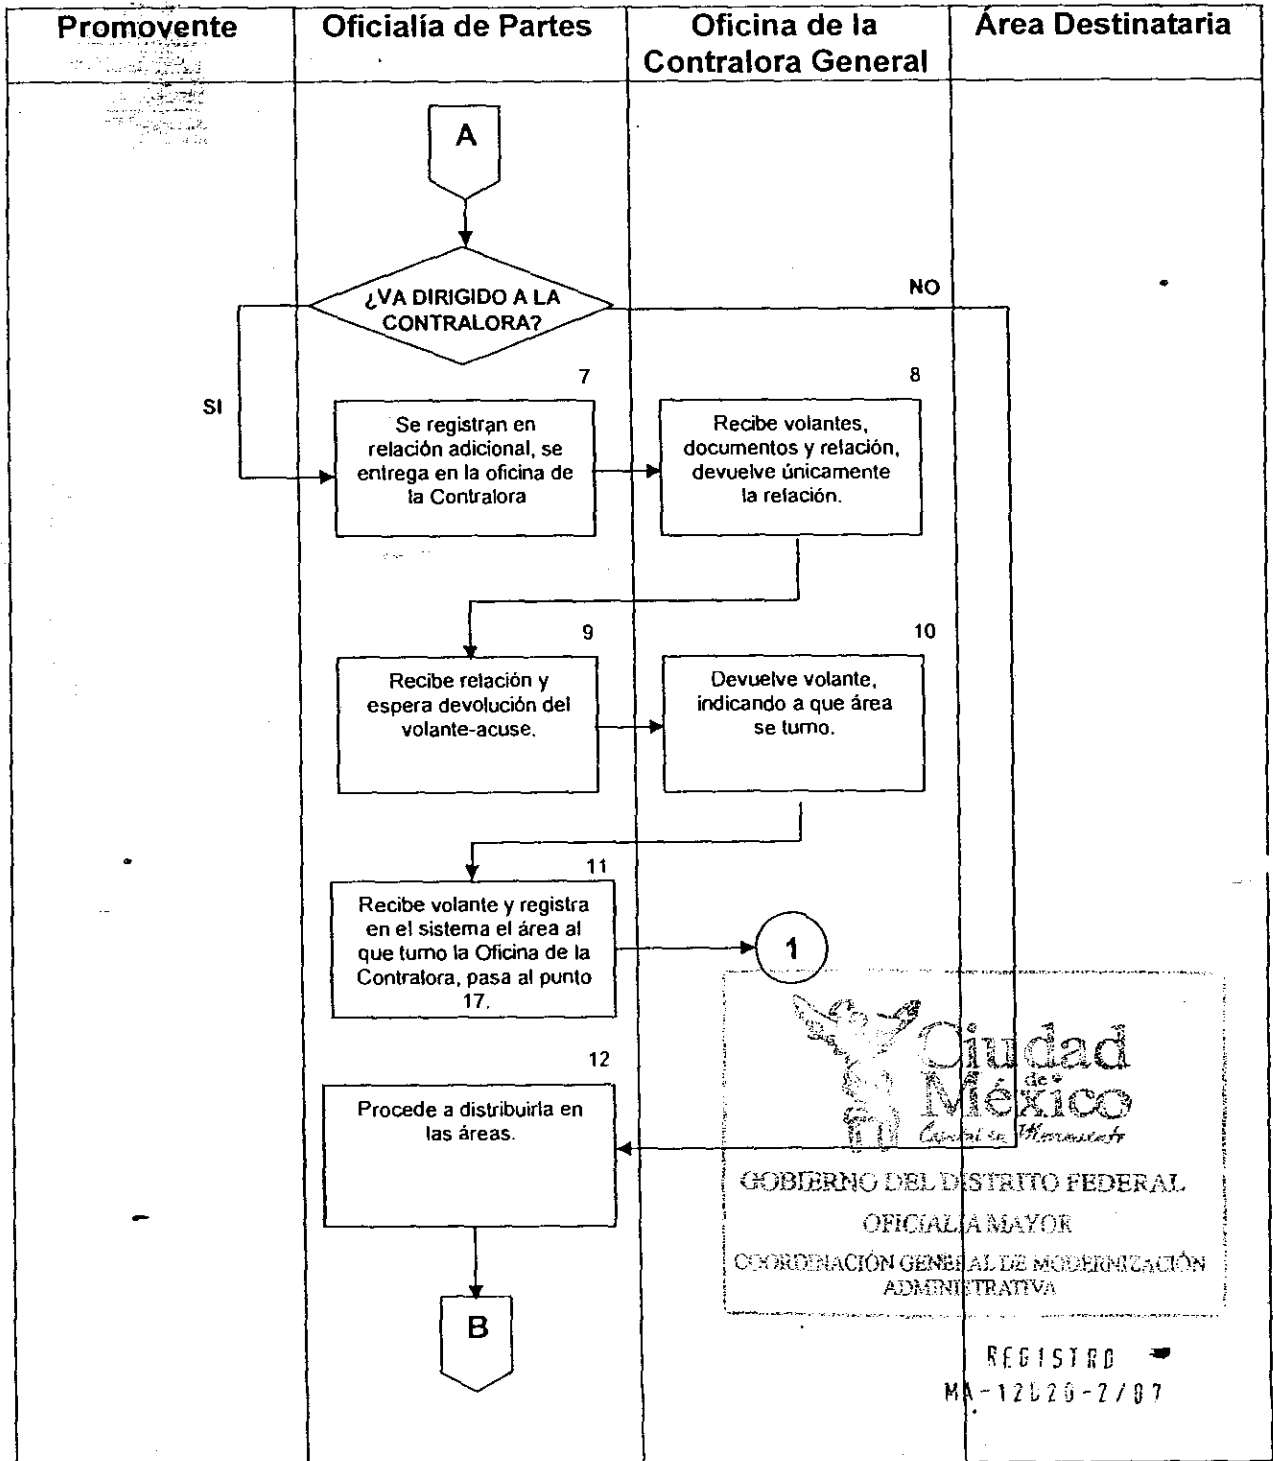 Promovente
Oficialía de Partes
Oficina de la
Contralora General
Área Destinataria
A
¿VA DIRIGIDO A LA
CONTRALORA?
NO
SI
7
Se registran en
relación adicional, se
entrega en la oficina de
la Contralora
8
Recibe volantes,
documentos y relación,
devuelve únicamente
la relación.
9
Recibe relación y
espera devolución del
volante-acuse.
10
Devuelve volante,
indicando a que área
se turno.
11
Recibe volante y registra
en el sistema el área al
que turno la Oficina de la
Contralora, pasa al punto
17.
1
12
Procede a distribuirla en
las áreas.
B
Ciudad
de
México
Capital en Movimiento
GOBIERNO DEL DISTRITO FEDERAL
OFICIALIA MAYOR
COORDINACIÓN GENERAL DE MODERNIZACIÓN
ADMINISTRATIVA
REGISTRO